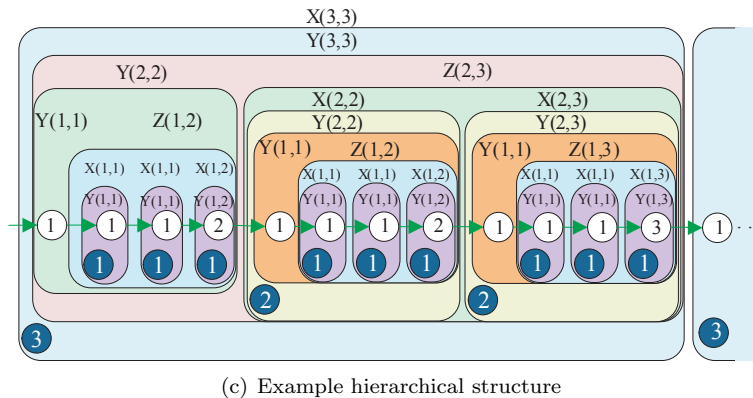 X(3,3)
Y(3,3)
Y(2,2) Z(2,3)
X(2,2) X(2,3)
Y(1,1) Z(1,2) Y(2,2) Y(2,3)
Y(1,1) Z(1,2) Y(1,1) Z(1,3)
X(1,1) X(1,1) X(1,2) X(1,1) X(1,1) X(1,2) X(1,1) X(1,1) X(1,3)
Y(1,1) Y(1,1) Y(1,2) Y(1,1) Y(1,1) Y(1,2) Y(1,1) Y(1,1) Y(1,3)
1 1 1 2 1 1 1 2 1 1 1 3 1 ··
1 1 1 1 1 1 1 1 1
2 2
3 3
(c) Example hierarchical structure